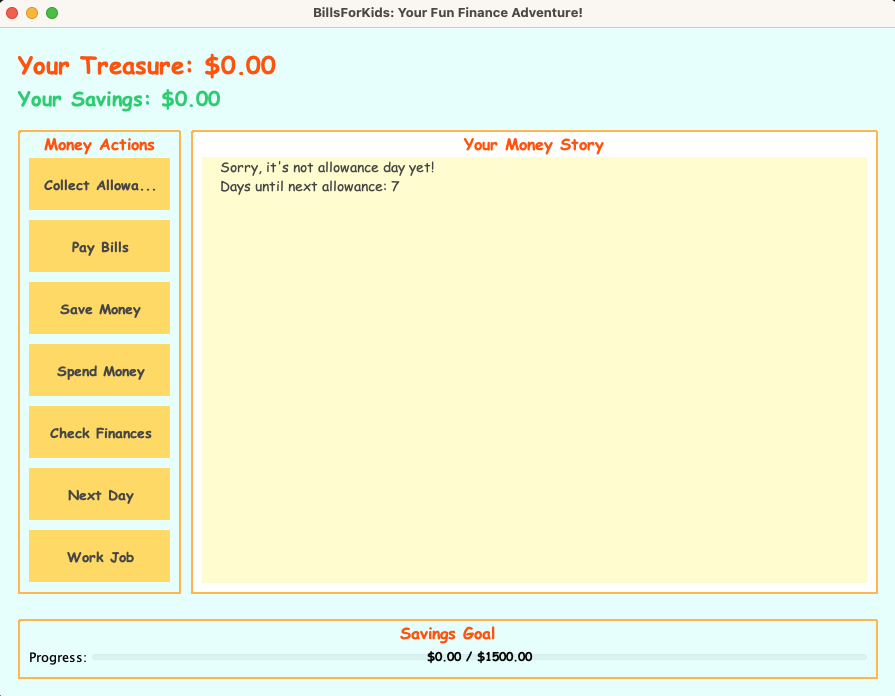 BillsForKids: Your Fun Finance Adventure!
Your Treasure: $0.00
Your Savings: $0.00
Money Actions
Collect Allowa...
Pay Bills
Save Money
Spend Money
Check Finances
Next Day
Work Job
Your Money Story
Sorry, it's not allowance day yet!
Days until next allowance: 7
Savings Goal
Progress: $0.00 / $1500.00